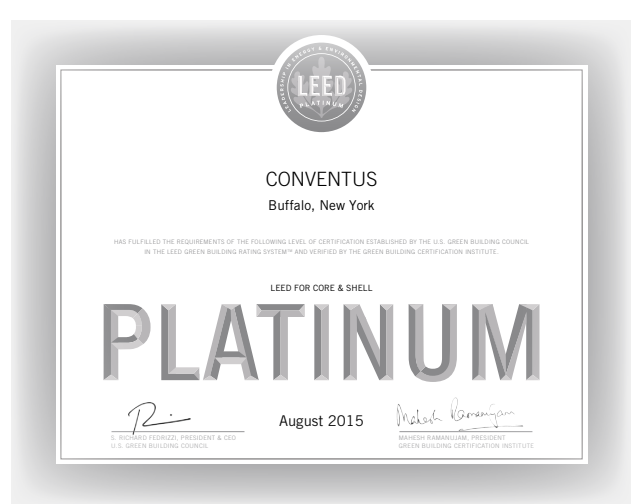 LEADERSHIP IN ENERGY & ENVIRONMENTAL DESIGN
LEED
PLATINUM
CONVENTUS
Buffalo, New York
HAS FULFILLED THE REQUIREMENTS OF THE FOLLOWING LEVEL OF CERTIFICATION ESTABLISHED BY THE U.S. GREEN BUILDING COUNCIL
IN THE LEED GREEN BUILDING RATING SYSTEM™ AND VERIFIED BY THE GREEN BUILDING CERTIFICATION INSTITUTE.
LEED FOR CORE & SHELL
PLATINUM
August 2015
Mahesh Ramanujam
S. RICHARD FEDRIZZI, PRESIDENT & CEO
U.S. GREEN BUILDING COUNCIL
MAHESH RAMANUJAM, PRESIDENT
GREEN BUILDING CERTIFICATION INSTITUTE